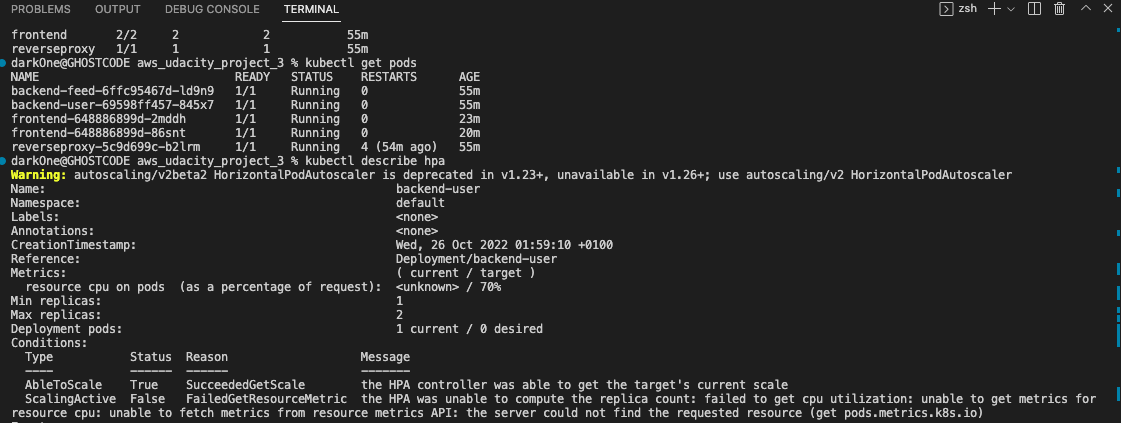 PROBLEMS OUTPUT DEBUG CONSOLE TERMINAL zsh
frontend 2/2 2 2 55m
reverseproxy 1/1 1 1 55m
darkOne@GHOSTCODE aws_udacity_project_3 % kubectl get pods
NAME READY STATUS RESTARTS AGE
backend-feed-6ffc95467d-ld9n9 1/1 Running 0 55m
backend-user-69598ff457-845x7 1/1 Running 0 55m
frontend-648886899d-2mddh 1/1 Running 0 23m
frontend-648886899d-86snt 1/1 Running 0 20m
reverseproxy-5c9d699c-b2lrm 1/1 Running 4 (54m ago) 55m
darkOne@GHOSTCODE aws_udacity_project_3 % kubectl describe hpa
Warning: autoscaling/v2beta2 HorizontalPodAutoscaler is deprecated in v1.23+, unavailable in v1.26+; use autoscaling/v2 HorizontalPodAutoscaler
Name: backend-user
Namespace: default
Labels: <none>
Annotations: <none>
CreationTimestamp: Wed, 26 Oct 2022 01:59:10 +0100
Reference: Deployment/backend-user
Metrics: ( current / target )
resource cpu on pods (as a percentage of request): <unknown> / 70%
Min replicas: 1
Max replicas: 2
Deployment pods: 1 current / 0 desired
Conditions:
Type Status Reason Message
---- ------ ------ -------
AbleToScale True SucceededGetScale the HPA controller was able to get the target's current scale
ScalingActive False FailedGetResourceMetric the HPA was unable to compute the replica count: failed to get cpu utilization: unable to get metrics for
resource cpu: unable to fetch metrics from resource metrics API: the server could not find the requested resource (get pods.metrics.k8s.io)